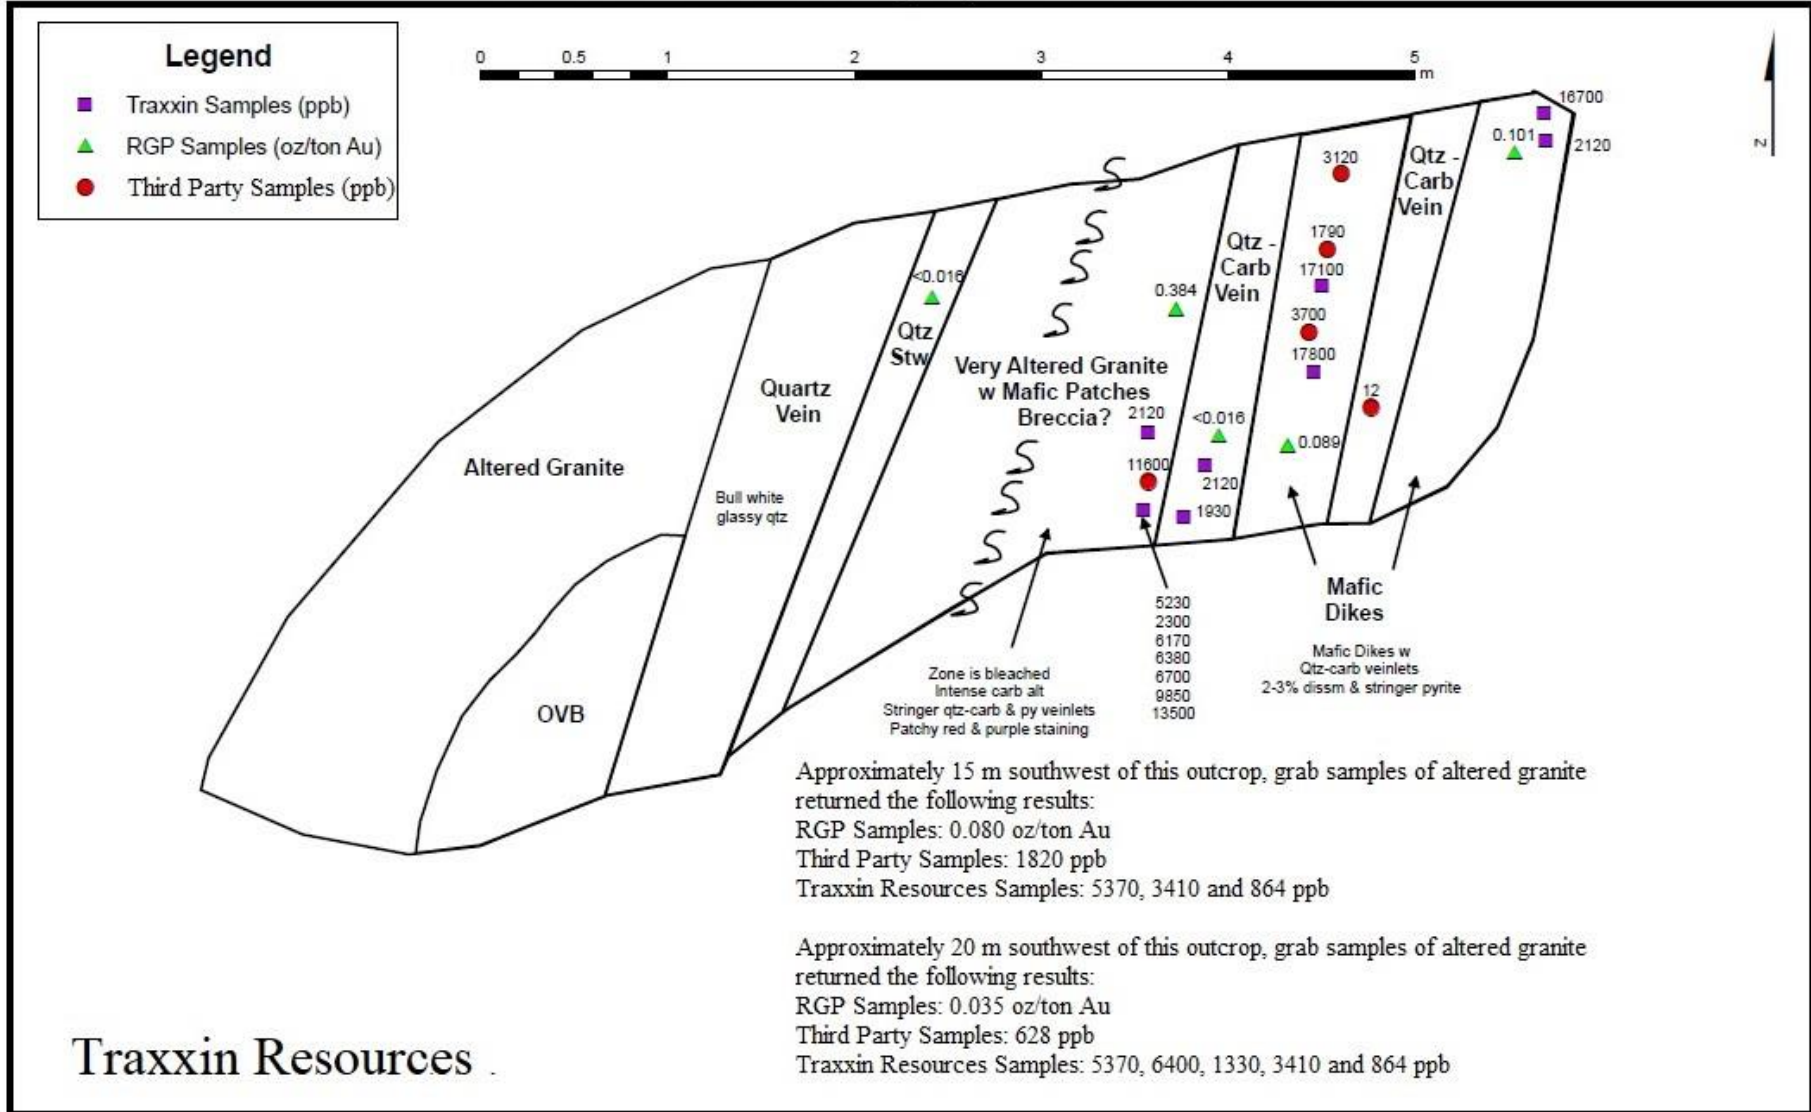 Legend
Traxxin Samples (ppb)
RGP Samples (oz/ton Au)
Third Party Samples (ppb)
0 0.5 1 2 3 4 5 m
N
16700
0.101
2120
3120
Qtz -
Carb
Vein
1790
17100
Qtz -
Carb
Vein
<0.016
0.384
3700
17800
Qtz
Stw
Very Altered Granite
w Mafic Patches
Breccia?
Quartz
Vein
12
2120
<0.016
0.089
11600
2120
1930
Altered Granite
Bull white
glassy qtz
OVB
Mafic
Dikes
Mafic Dikes w
Qtz-carb veinlets
2-3% dissm & stringer pyrite
5230
2300
6170
6380
6700
9850
13500
Zone is bleached
Intense carb alt
Stringer qtz-carb & py veinlets
Patchy red & purple staining
Approximately 15 m southwest of this outcrop, grab samples of altered granite
returned the following results:
RGP Samples: 0.080 oz/ton Au
Third Party Samples: 1820 ppb
Traxxin Resources Samples: 5370, 3410 and 864 ppb
Approximately 20 m southwest of this outcrop, grab samples of altered granite
returned the following results:
RGP Samples: 0.035 oz/ton Au
Third Party Samples: 628 ppb
Traxxin Resources Samples: 5370, 6400, 1330, 3410 and 864 ppb
Traxxin Resources .